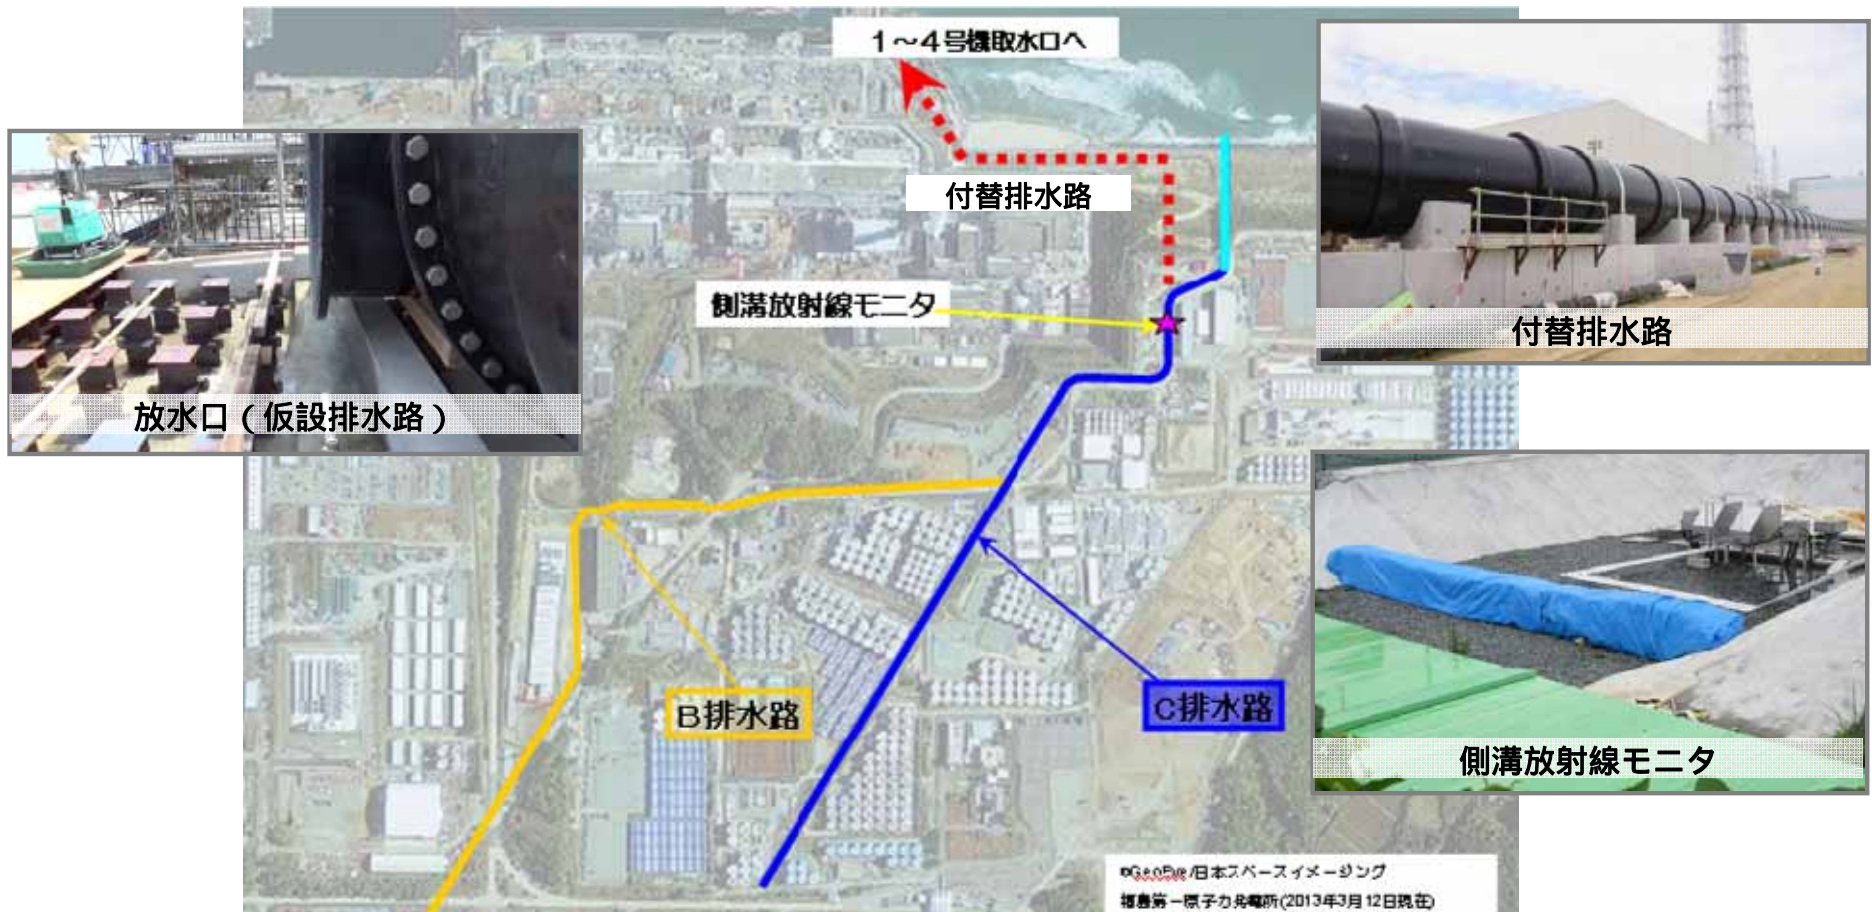 1~4号機取水口へ
付替排水路
側溝放射線モニタ
付替排水路
放水口(仮設排水路)
B排水路
C排水路
側溝放射線モニタ
©GeoEye/日本スペースイメージング
福島第一原子力発電所(2013年3月12日現在)